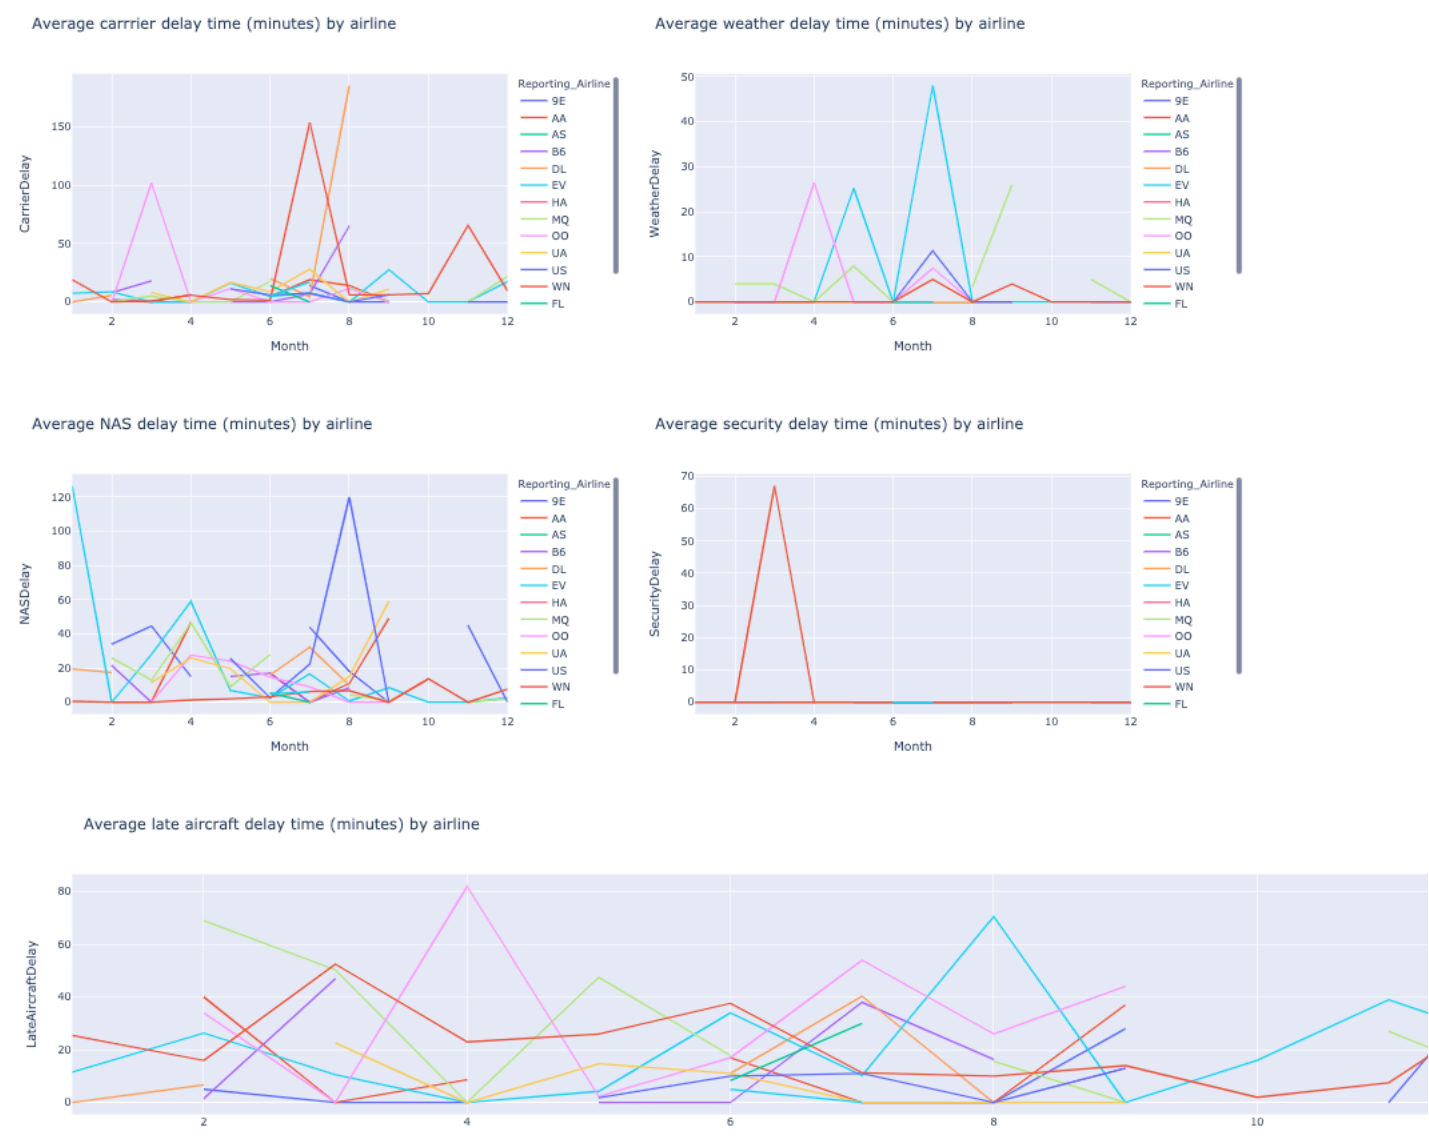 Average carrrier delay time (minutes) by airline
CarrierDelay
150
100
50
0
2 4 6 8 10 12
Month
Reporting_Airline
9E
AA
AS
B6
DL
EV
HA
MQ
OO
UA
US
WN
FL
Average weather delay time (minutes) by airline
WeatherDelay
50
40
30
20
10
0
2 4 6 8 10 12
Month
Reporting_Airline
9E
AA
AS
B6
DL
EV
HA
MQ
OO
UA
US
WN
FL
Average NAS delay time (minutes) by airline
NASDelay
120
100
80
60
40
20
0
2 4 6 8 10 12
Month
Reporting_Airline
9E
AA
AS
B6
DL
EV
HA
MQ
OO
UA
US
WN
FL
Average security delay time (minutes) by airline
SecurityDelay
70
60
50
40
30
20
10
0
2 4 6 8 10 12
Month
Reporting_Airline
9E
AA
AS
B6
DL
EV
HA
MQ
OO
UA
US
WN
FL
Average late aircraft delay time (minutes) by airline
LateAircraftDelay
80
60
40
20
0
2 4 6 8 10